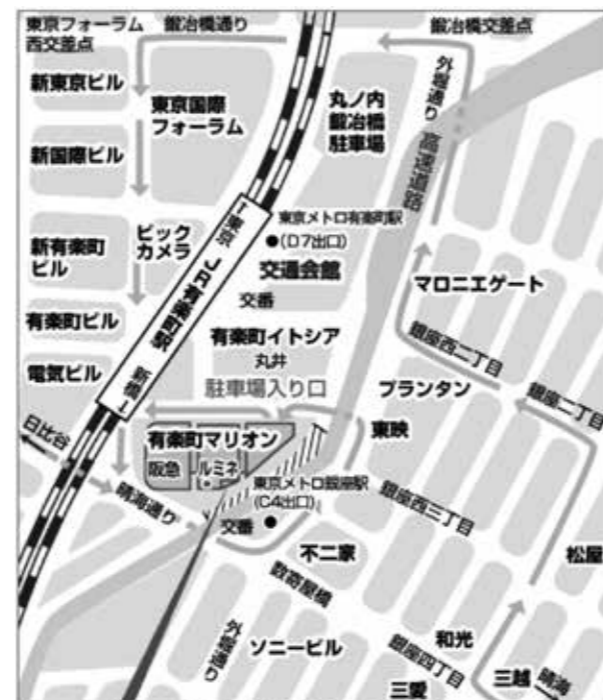 東京フォーラム
西交差点
鍛冶橋通り
鍛冶橋交差点
新東京ビル
東京国際
フォーラム
丸ノ内
鍛冶橋
駐車場
外堀通り
高速道路
新国際ビル
↑東京 JR有楽町駅 新橋↓
東京メトロ有楽町駅
(D7出口)
新有楽町
ビル
ビック
カメラ
交通会館
マロニエゲート
交番
有楽町ビル
有楽町イトシア
丸井
銀座西二丁目
銀座二丁目
電気ビル
駐車場入り口
プランタン
日比谷
有楽町マリオン
東映
阪急
ルミネ
晴海通り
東京メトロ銀座駅
(C4出口)
銀座西三丁目
交番
不二家
松屋
数寄屋橋
外堀通り
ソニービル
和光
銀座四丁目
三越
晴海
三愛